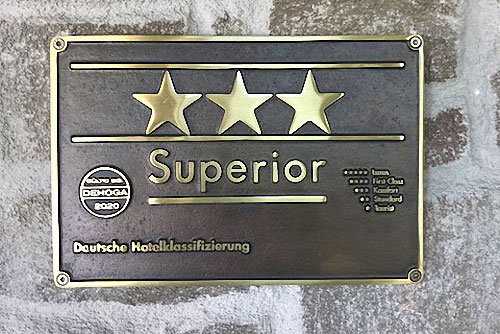 Superior
Luxus
First Class
Komfort
Standard
Tourist
DEHOGA
2020
Deutsche Hotelklassifizierung